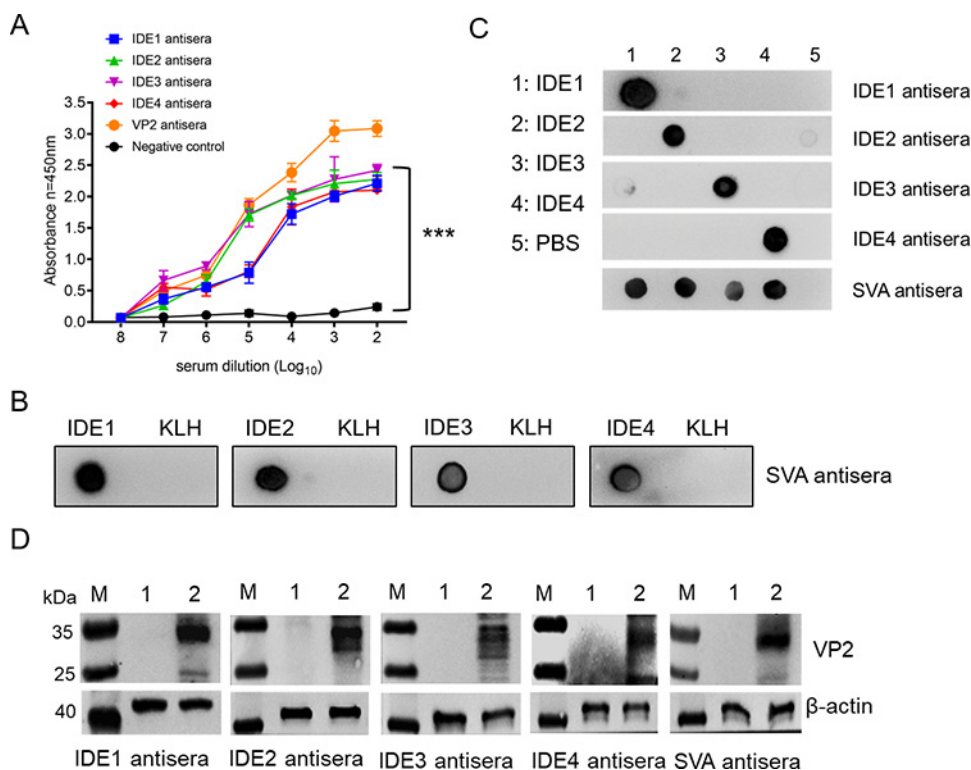 A
IDE1 antisera
IDE2 antisera
IDE3 antisera
IDE4 antisera
VP2 antisera
Negative control
Absorbance n=450nm
3.5
3.0
2.5
2.0
1.5
1.0
0.5
0.0
8 7 6 5 4 3 2
serum dilution (Log10)
***
C
1 2 3 4 5
1: IDE1
2: IDE2
3: IDE3
4: IDE4
5: PBS
IDE1 antisera
IDE2 antisera
IDE3 antisera
IDE4 antisera
SVA antisera
B
IDE1 KLH IDE2 KLH IDE3 KLH IDE4 KLH
SVA antisera
D
kDa M 1 2 M 1 2 M 1 2 M 1 2 M 1 2
35
25
VP2
40
β-actin
IDE1 antisera IDE2 antisera IDE3 antisera IDE4 antisera SVA antisera